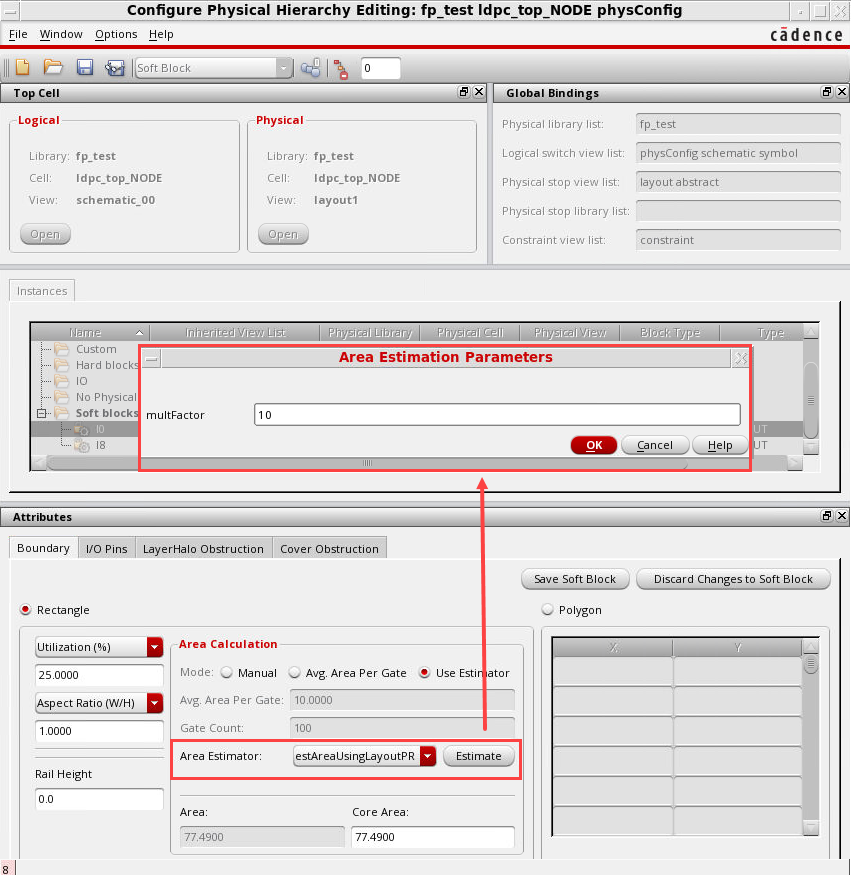 Configure Physical Hierarchy Editing: fp_test ldpc_top_NODE physConfig
File Window Options Help
cādence
Soft Block
0
Top Cell
Global Bindings
Logical
Physical
Library: fp_test
Cell: ldpc_top_NODE
View: schematic_00
Open
Library: fp_test
Cell: ldpc_top_NODE
View: layout1
Open
Physical library list: fp_test
Logical switch view list: physConfig schematic symbol
Physical stop view list: layout abstract
Physical stop library list:
Constraint view list: constraint
Instances
Name Inherited View List Physical Library Physical Cell Physical View Block Type Type
Custom
Hard blocks
IO
No Physical
Soft blocks
I0 UT
I8 UT
Area Estimation Parameters
multFactor 10
OK Cancel Help
Attributes
Boundary I/O Pins LayerHalo Obstruction Cover Obstruction
Save Soft Block Discard Changes to Soft Block
Rectangle
Polygon
Utilization (%)
25.0000
Aspect Ratio (W/H)
1.0000
Rail Height
0.0
Area Calculation
Mode: Manual Avg. Area Per Gate Use Estimator
Avg. Area Per Gate: 10.0000
Gate Count: 100
Area Estimator: estAreaUsingLayoutPR Estimate
Area: Core Area:
77.4900 77.4900
X Y
8